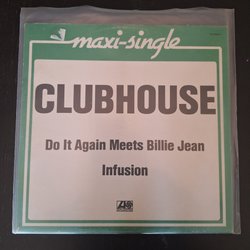 maxi-single
CLUBHOUSE
Do It Again Meets Billie Jean
Infusion